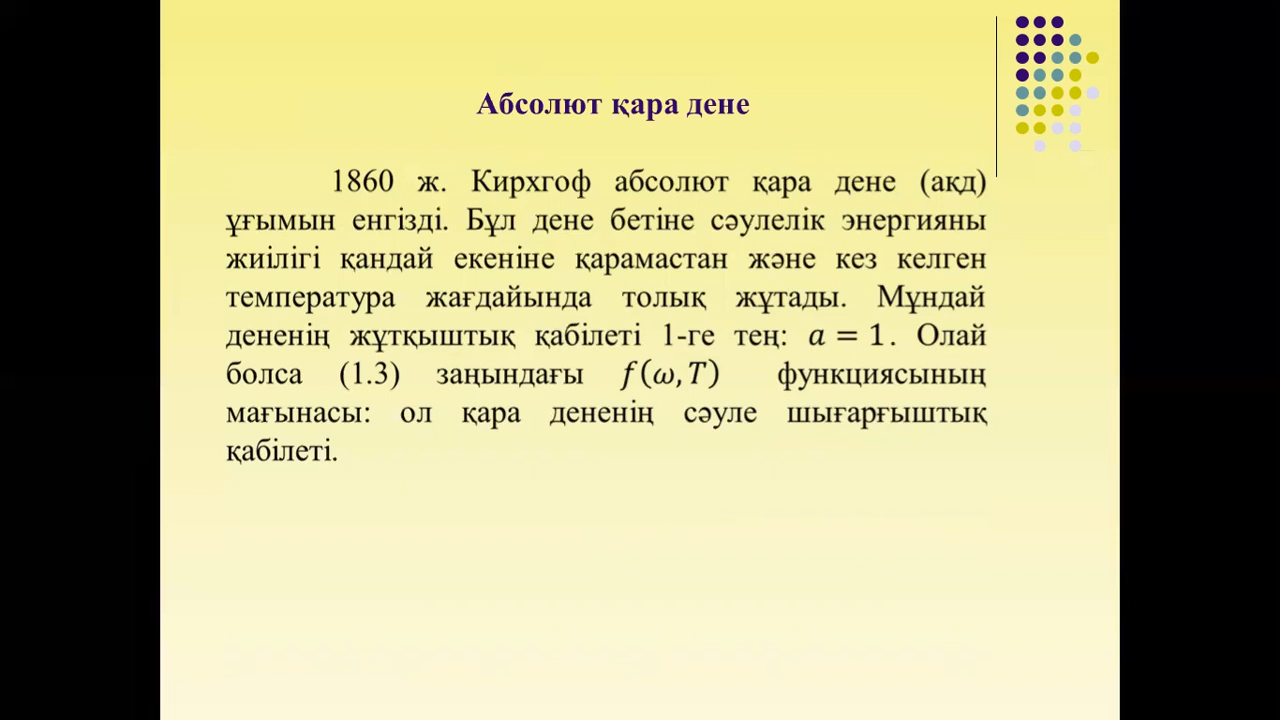 Абсолют қара дене
1860 ж. Кирхгоф абсолют қара дене (ақд)
ұғымын енгізді. Бұл дене бетіне сәулелік энергияны
жиілігі қандай екеніне қарамастан және кез келген
температура жағдайында толық жұтады. Мұндай
дененің жұтқыштық қабілеті 1-ге тең: a = 1. Олай
болса (1.3) заңындағы f(ω,T) функциясының
мағынасы: ол қара дененің сәуле шығарғыштық
қабілеті.